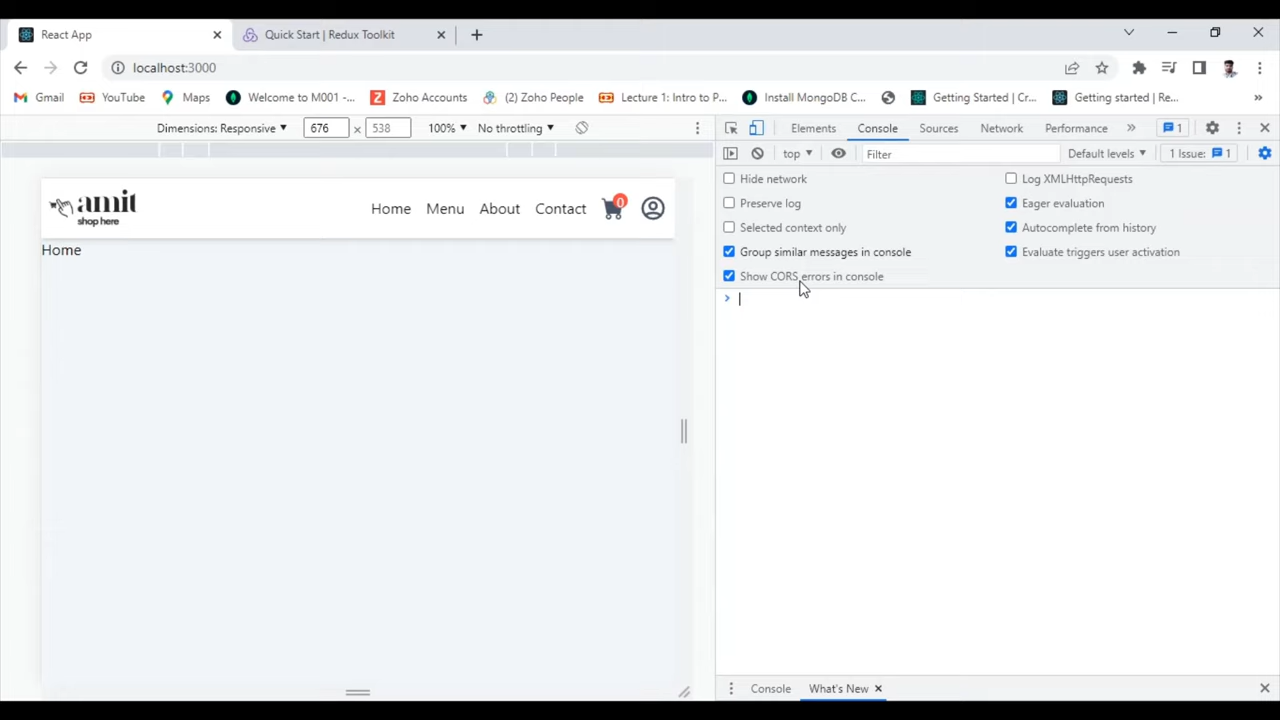 React App
Quick Start | Redux Toolkit
localhost:3000
Gmail YouTube Maps Welcome to M001 -... Zoho Accounts (2) Zoho People Lecture 1: Intro to P... Install MongoDB C... Getting Started | Cr... Getting started | Re... »
Dimensions: Responsive 676 x 538 100% No throttling
Elements Console Sources Network Performance » 1
top Filter Default levels 1 Issue: 1
Hide network
Log XMLHttpRequests
Preserve log
Eager evaluation
Selected context only
Autocomplete from history
Group similar messages in console
Evaluate triggers user activation
Show CORS errors in console
amit
shop here
Home Menu About Contact 0
Home
Console What's New